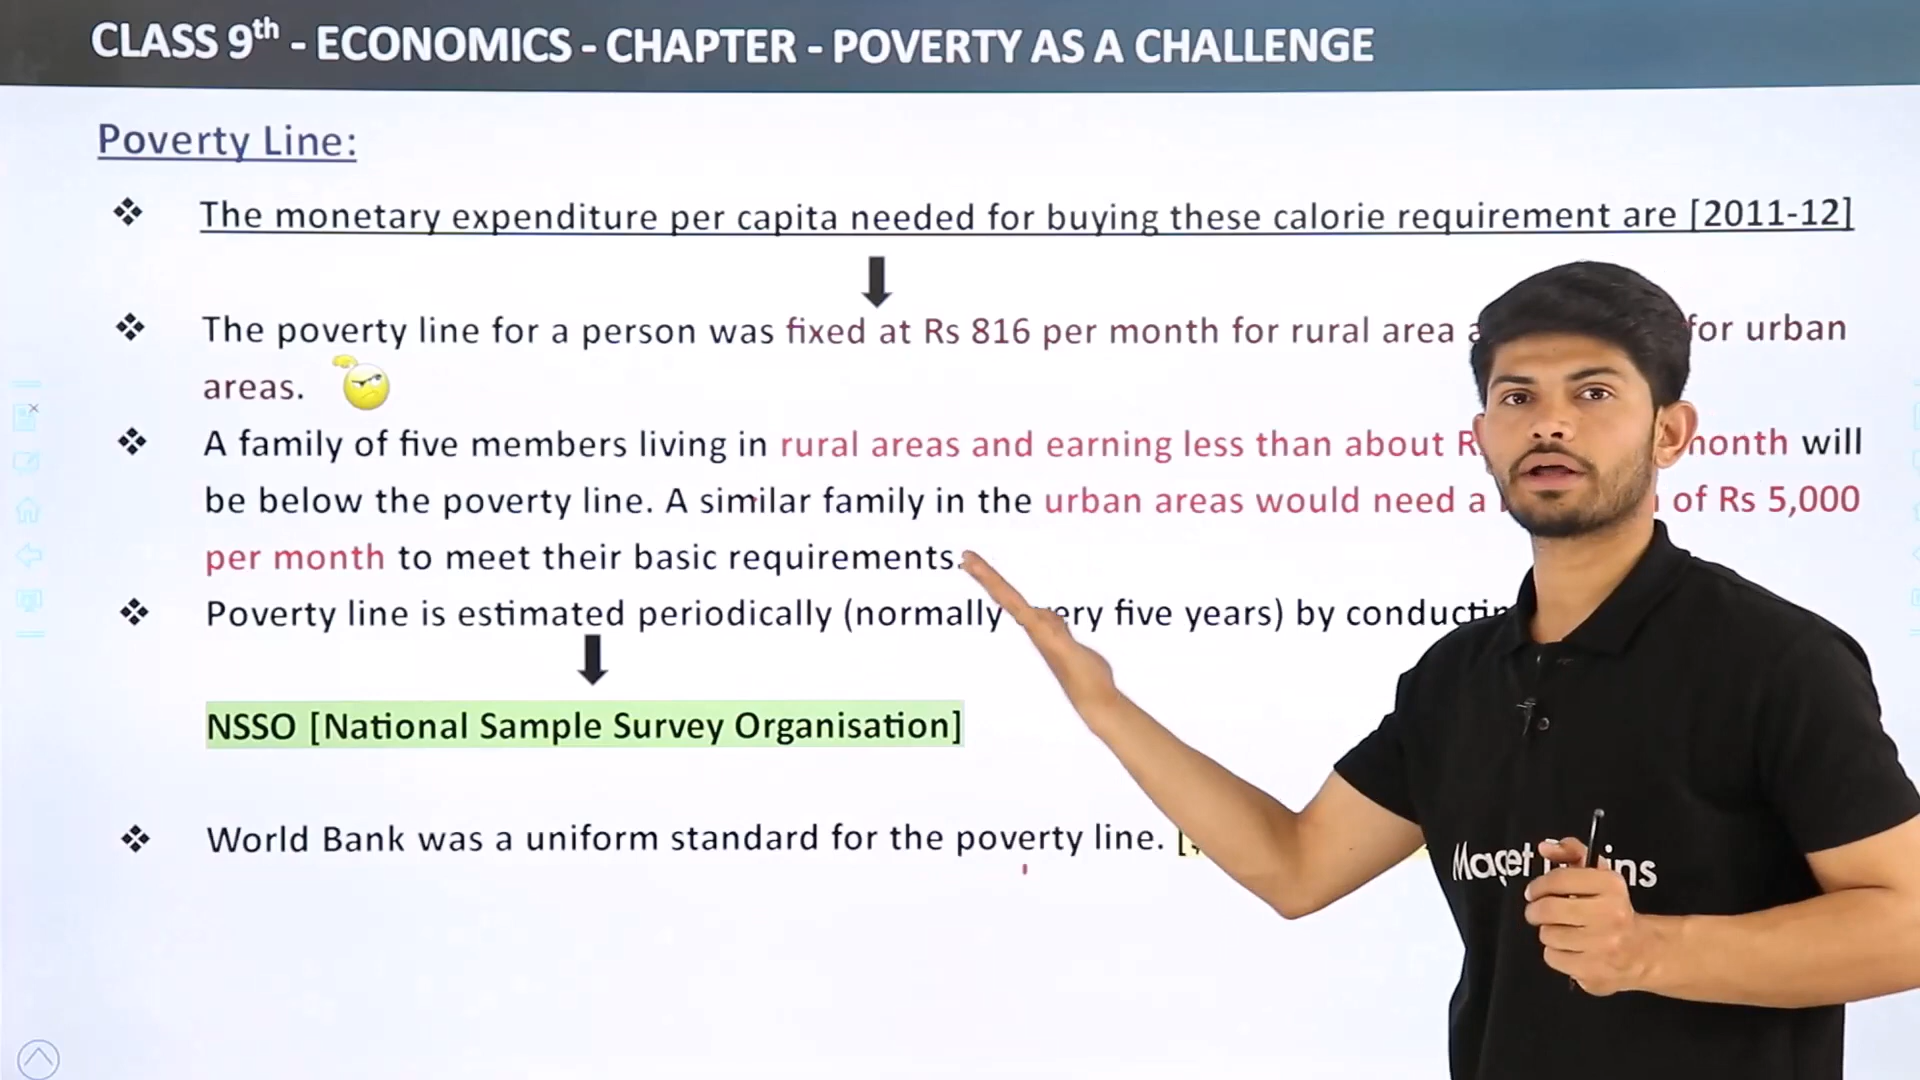 CLASS 9th - ECONOMICS - CHAPTER - POVERTY AS A CHALLENGE
Poverty Line:
The monetary expenditure per capita needed for buying these calorie requirement are [2011-12]
The poverty line for a person was fixed at Rs 816 per month for rural area for urban
areas.
A family of five members living in rural areas and earning less than about month will
be below the poverty line. A similar family in the urban areas would need a of Rs 5,000
per month to meet their basic requirements.
Poverty line is estimated periodically (normally five years) by
NSSO [National Sample Survey Organisation]
World Bank was a uniform standard for the poverty line. [